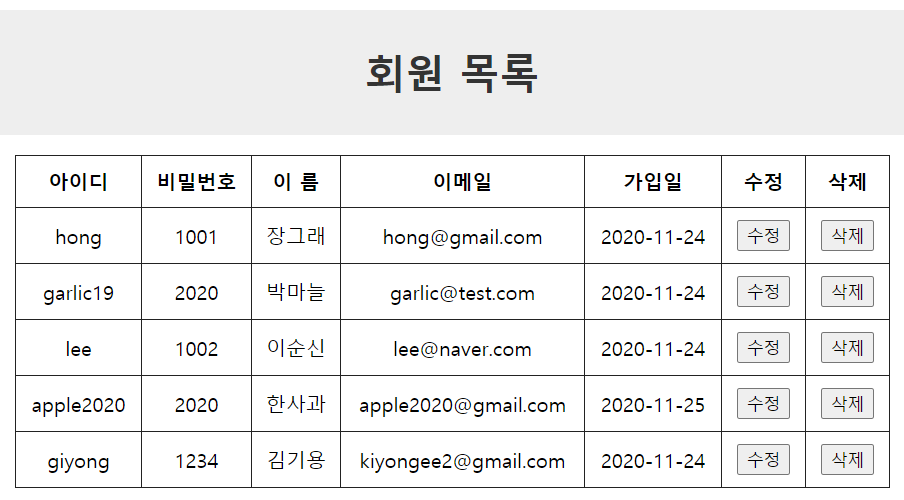 회원 목록
아이디 비밀번호 이 름 이메일 가입일 수정 삭제
hong 1001 장그래 hong@gmail.com 2020-11-24 수정 삭제
garlic19 2020 박마늘 garlic@test.com 2020-11-24 수정 삭제
lee 1002 이순신 lee@naver.com 2020-11-24 수정 삭제
apple2020 2020 한사과 apple2020@gmail.com 2020-11-25 수정 삭제
giyong 1234 김기용 kiyongee2@gmail.com 2020-11-24 수정 삭제